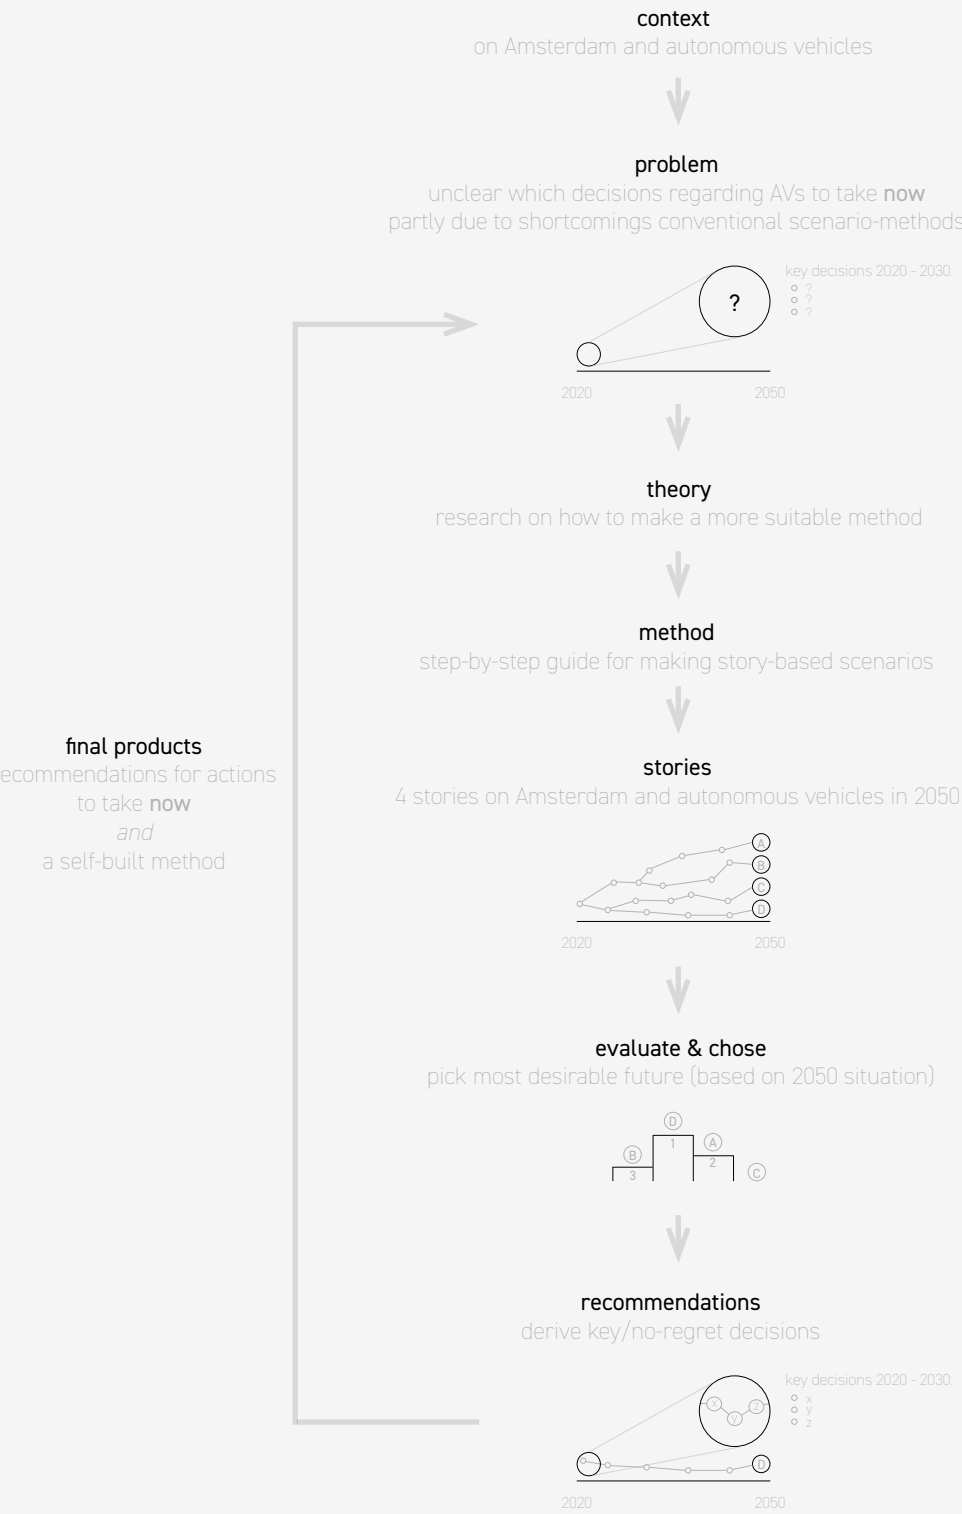 context
on Amsterdam and autonomous vehicles
problem
unclear which decisions regarding AVs to take now
partly due to shortcomings conventional scenario-methods
key decisions 2020 - 2030:
?
?
?
?
2020
2050
theory
research on how to make a more suitable method
method
step-by-step guide for making story-based scenarios
final products
ecommendations for actions
to take now
and
a self-built method
stories
4 stories on Amsterdam and autonomous vehicles in 2050
A
B
C
D
2020
2050
evaluate & chose
pick most desirable future (based on 2050 situation)
D
1
A
2
B
3
C
recommendations
derive key/no-regret decisions
key decisions 2020 - 2030:
x
y
z
x
y
z
D
2020
2050